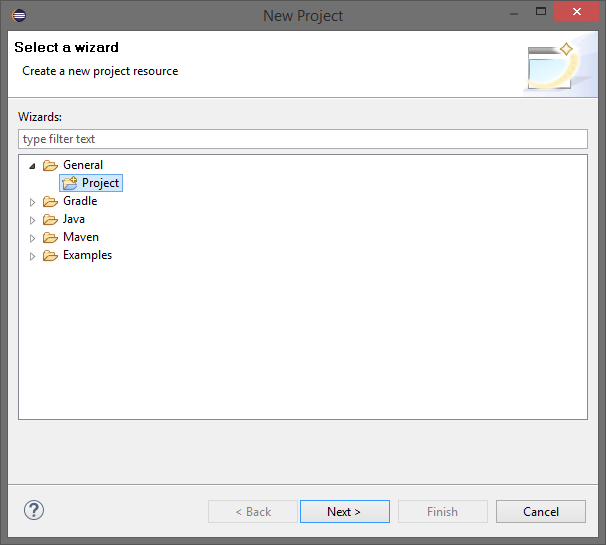 New Project
Select a wizard
Create a new project resource
Wizards:
type filter text
General
Project
Gradle
Java
Maven
Examples
? < Back Next > Finish Cancel